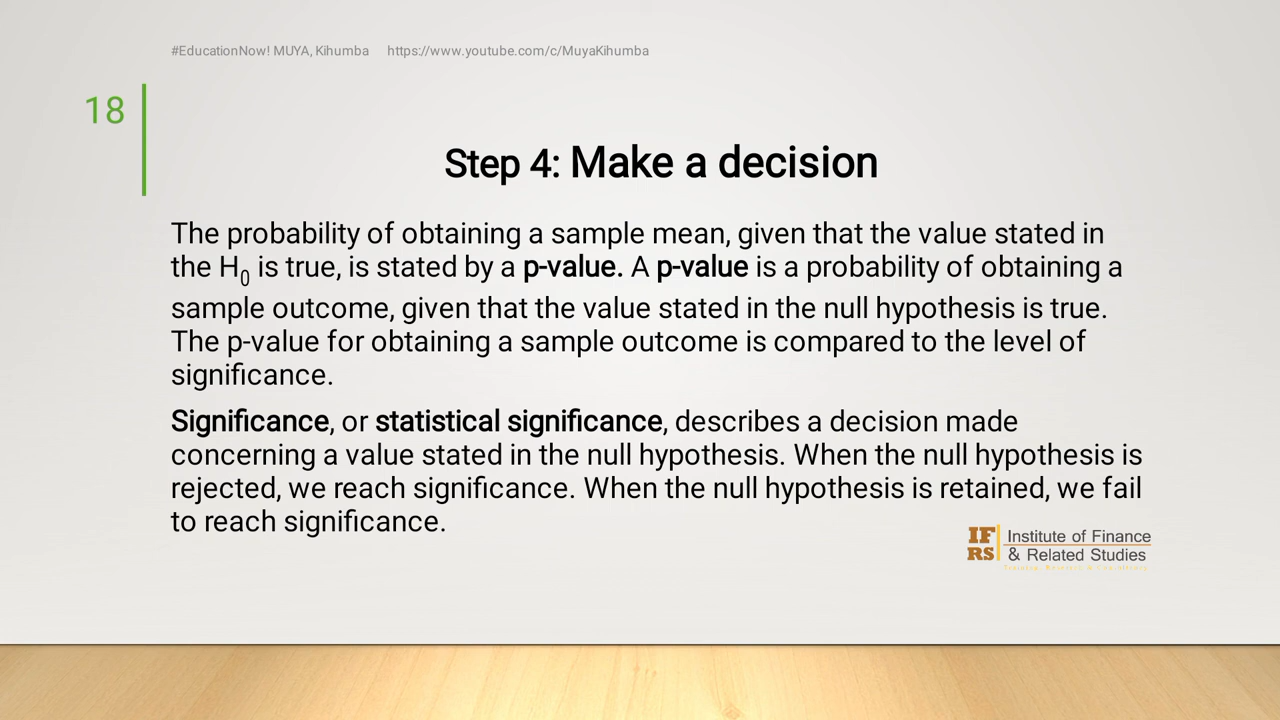 #EducationNow! MUYA, Kihumba https://www.youtube.com/c/MuyaKihumba
18
Step 4: Make a decision
The probability of obtaining a sample mean, given that the value stated in
the H0 is true, is stated by a p-value. A p-value is a probability of obtaining a
sample outcome, given that the value stated in the null hypothesis is true.
The p-value for obtaining a sample outcome is compared to the level of
significance.
Significance, or statistical significance, describes a decision made
concerning a value stated in the null hypothesis. When the null hypothesis is
rejected, we reach significance. When the null hypothesis is retained, we fail
to reach significance.
IF Institute of Finance
RS & Related Studies